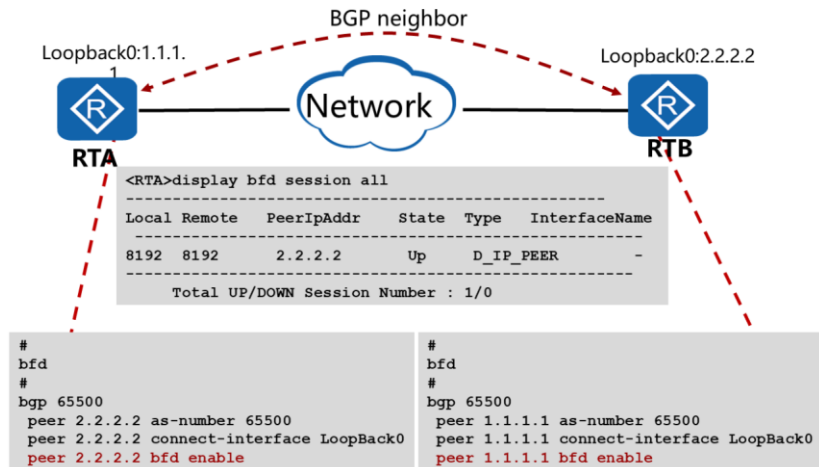 BGP neighbor
Loopback0:1.1.1.
1
Loopback0:2.2.2.2
R
Network
R
RTA
RTB
<RTA>display bfd session all
------------------------------------------------------------
Local Remote PeerIpAddr State Type InterfaceName
----------------------------------------------------------------
8192 8192 2.2.2.2 Up D_IP_PEER -
---------------------------------------------------------------
Total UP/DOWN Session Number : 1/0
#
bfd
#
bgp 65500
peer 2.2.2.2 as-number 65500
peer 2.2.2.2 connect-interface LoopBack0
peer 2.2.2.2 bfd enable
#
bfd
#
bgp 65500
peer 1.1.1.1 as-number 65500
peer 1.1.1.1 connect-interface LoopBack0
peer 1.1.1.1 bfd enable